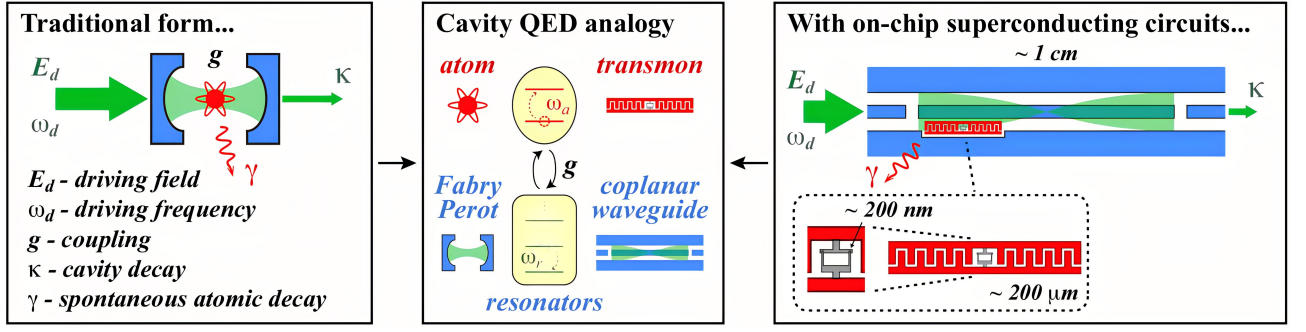 Traditional form...
E_d
ω_d
g
κ
γ
E_d - driving field
ω_d - driving frequency
g - coupling
κ - cavity decay
γ - spontaneous atomic decay
Cavity QED analogy
atom
transmon
ω_a
g
Fabry
Perot
coplanar
waveguide
ω_r
resonators
With on-chip superconducting circuits...
~ 1 cm
E_d
ω_d
κ
γ
~ 200 nm
~ 200 μm